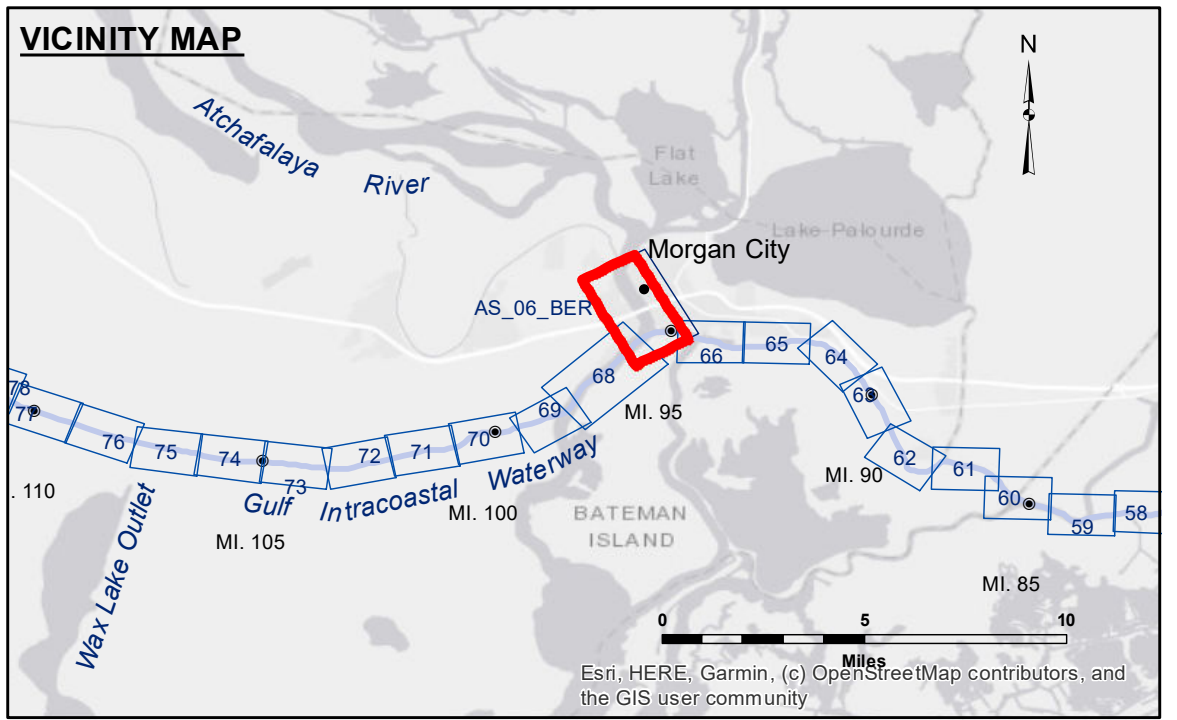 VICINITY MAP
N
Atchafalaya
River
Flat
Lake
Lake Palourde
Morgan City
AS_06_BER
66
65
64
63
68
MI. 95
69
70
71
72
73
74
75
76
77
78
62
61
60
59
58
MI. 90
. 110
Wax Lake Outlet
Gulf Intracoastal Waterway
MI. 105
MI. 100
BATEMAN
ISLAND
MI. 85
0 5 10
Miles
Esri, HERE, Garmin, (c) OpenStreetMap contributors, and
the GIS user community